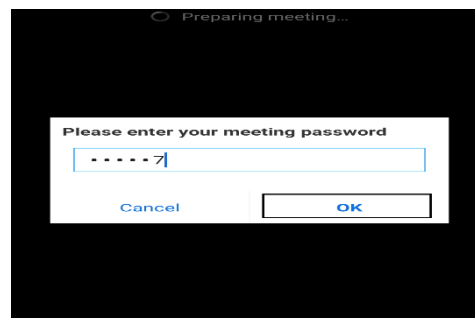 Preparing meeting...
Please enter your meeting password
•••••7
Cancel
OK